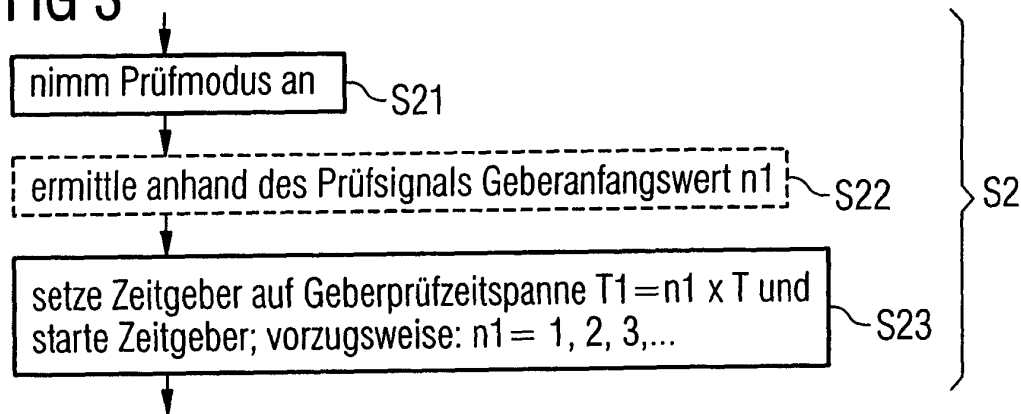 FIG 3
nimm Prüfmodus an
S21
ermittle anhand des Prüfsignals Geberanfangswert n1
S22
S2
setze Zeitgeber auf Geberprüfzeitspanne T1=n1 x T und
starte Zeitgeber; vorzugsweise: n1= 1, 2, 3,...
S23